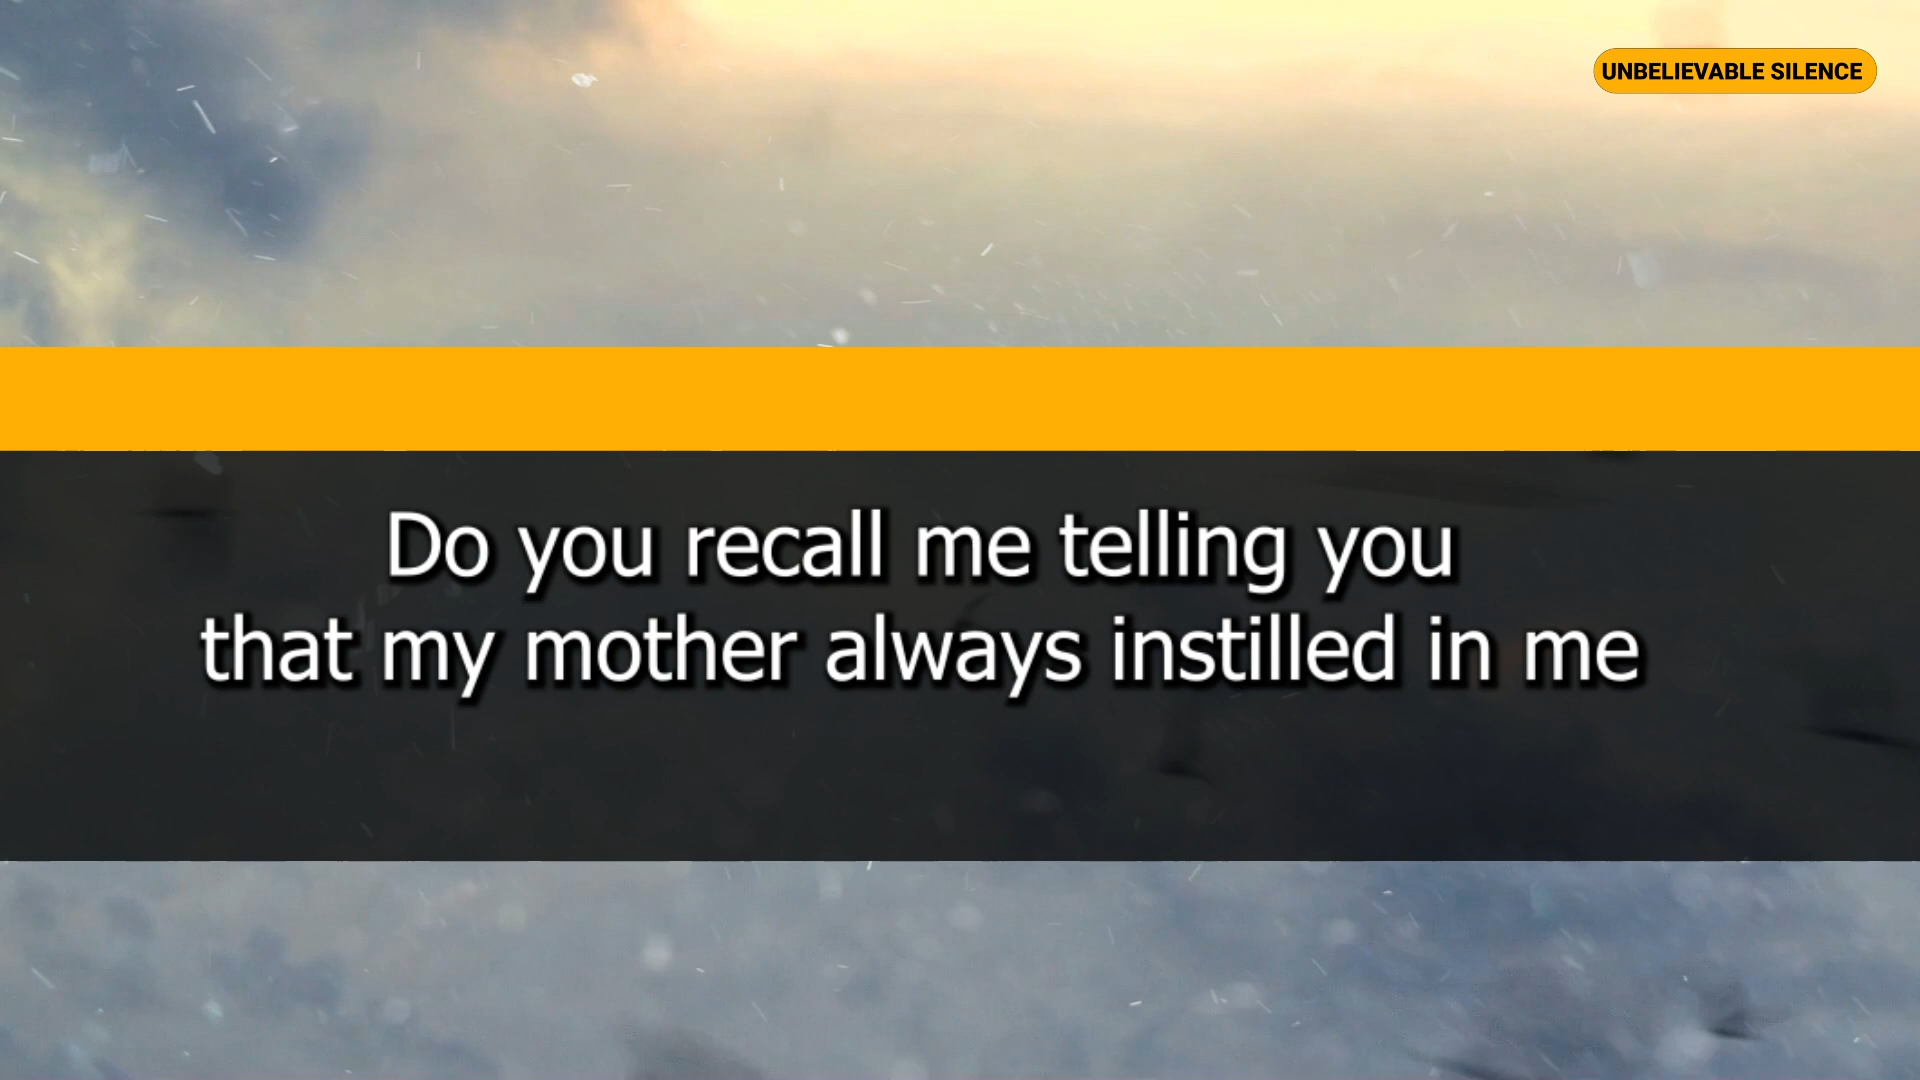 UNBELIEVABLE SILENCE
Do you recall me telling you
that my mother always instilled in me